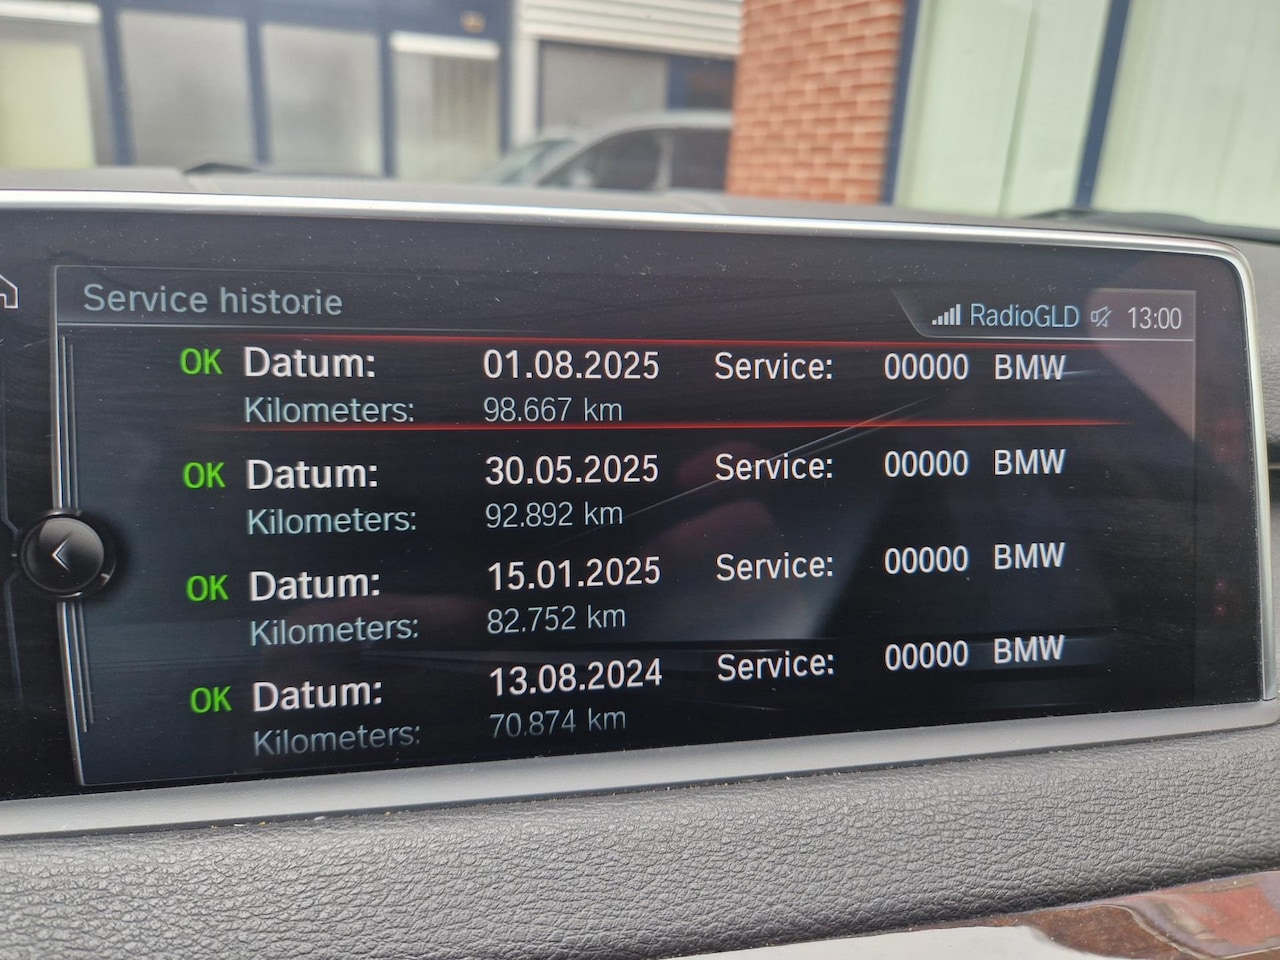 Service historie
RadioGLD 13:00
OK Datum: 01.08.2025 Service: 00000 BMW
Kilometers: 98.667 km
OK Datum: 30.05.2025 Service: 00000 BMW
Kilometers: 92.892 km
OK Datum: 15.01.2025 Service: 00000 BMW
Kilometers: 82.752 km
OK Datum: 13.08.2024 Service: 00000 BMW
Kilometers: 70.874 km